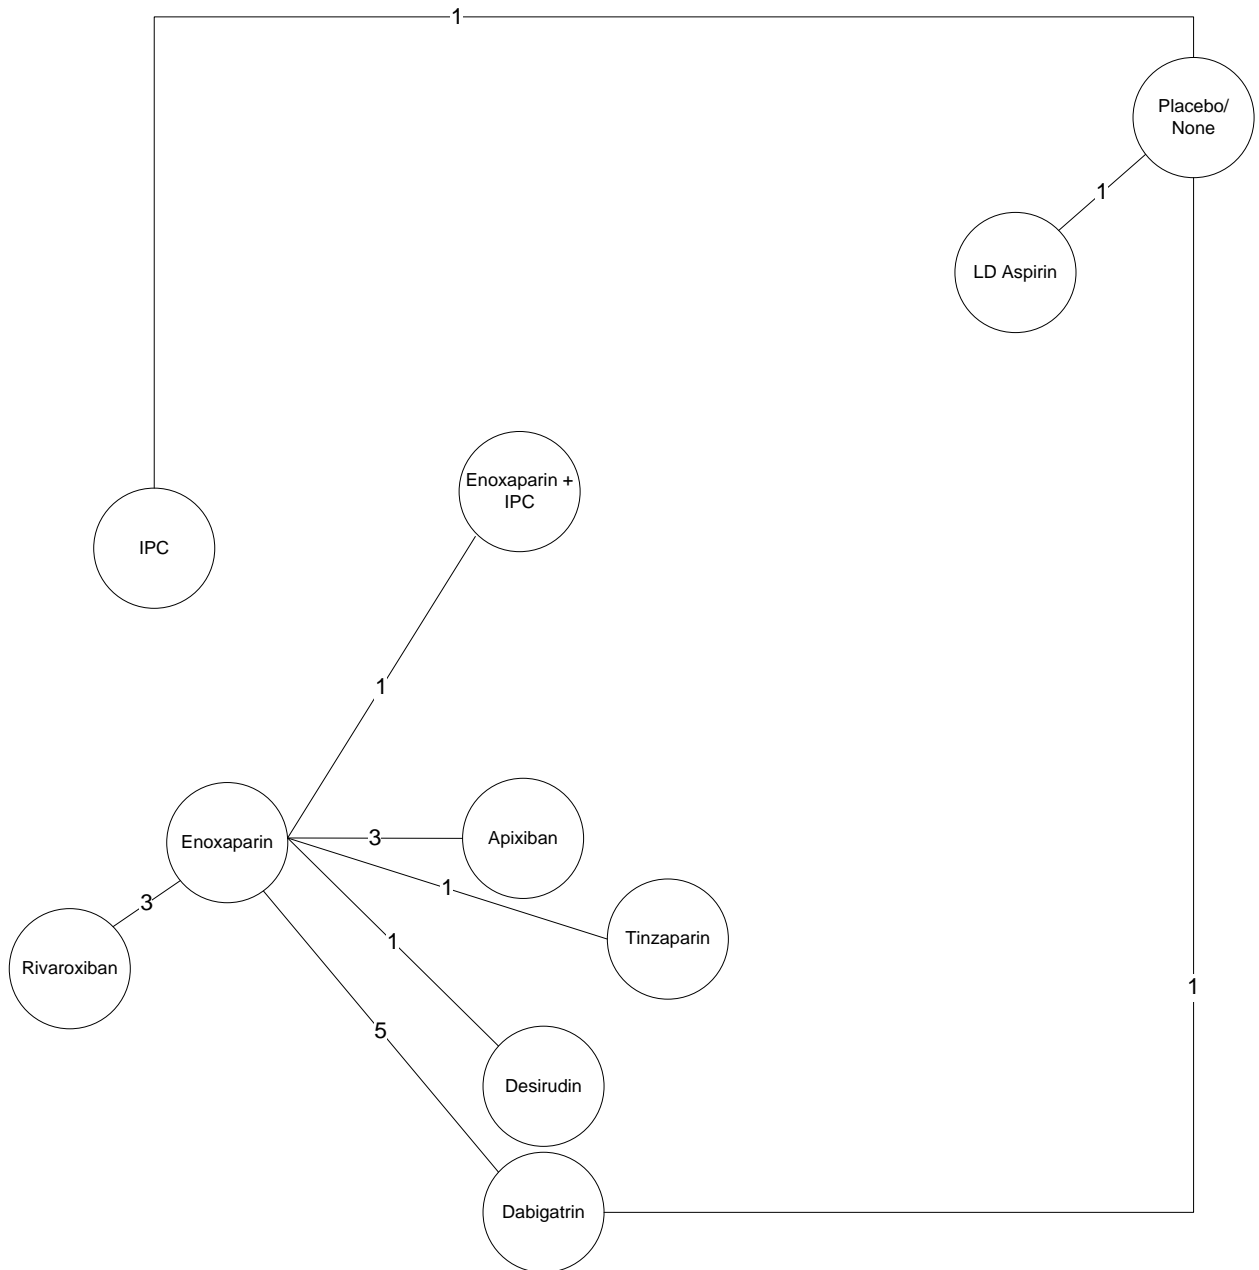 1
Placebo/
None
1
LD Aspirin
Enoxaparin +
IPC
IPC
1
Enoxaparin
3
Apixiban
1
Tinzaparin
3
Rivaroxiban
1
1
5
Desirudin
Dabigatrin